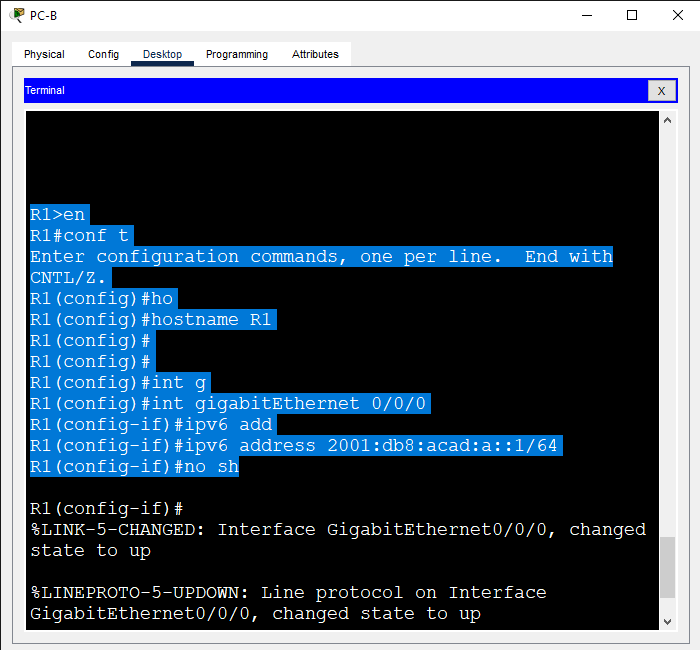 PC-B
Physical Config Desktop Programming Attributes
Terminal X
R1>en
R1#conf t
Enter configuration commands, one per line.  End with
CNTL/Z.
R1(config)#ho
R1(config)#hostname R1
R1(config)#
R1(config)#
R1(config)#int g
R1(config)#int gigabitEthernet 0/0/0
R1(config-if)#ipv6 add
R1(config-if)#ipv6 address 2001:db8:acad:a::1/64
R1(config-if)#no sh
R1(config-if)#
%LINK-5-CHANGED: Interface GigabitEthernet0/0/0, changed
state to up
%LINEPROTO-5-UPDOWN: Line protocol on Interface
GigabitEthernet0/0/0, changed state to up